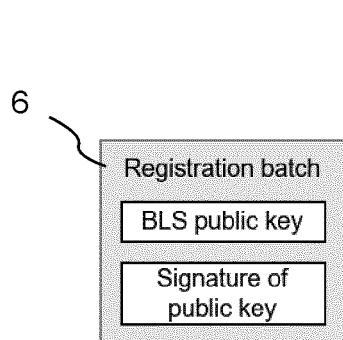 6
Registration batch
BLS public key
Signature of
public key